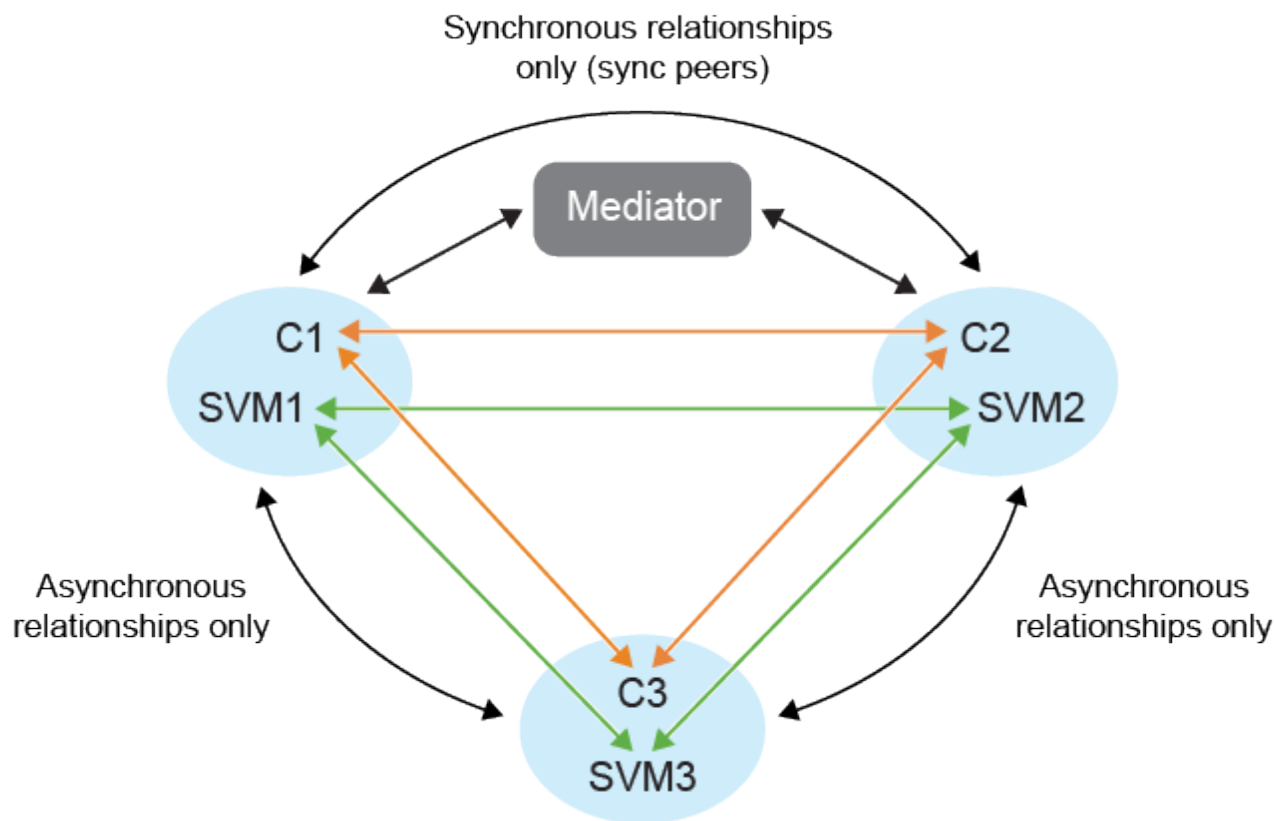 Synchronous relationships
only (sync peers)
Mediator
C1
C2
SVM1
SVM2
Asynchronous
relationships only
Asynchronous
relationships only
C3
SVM3